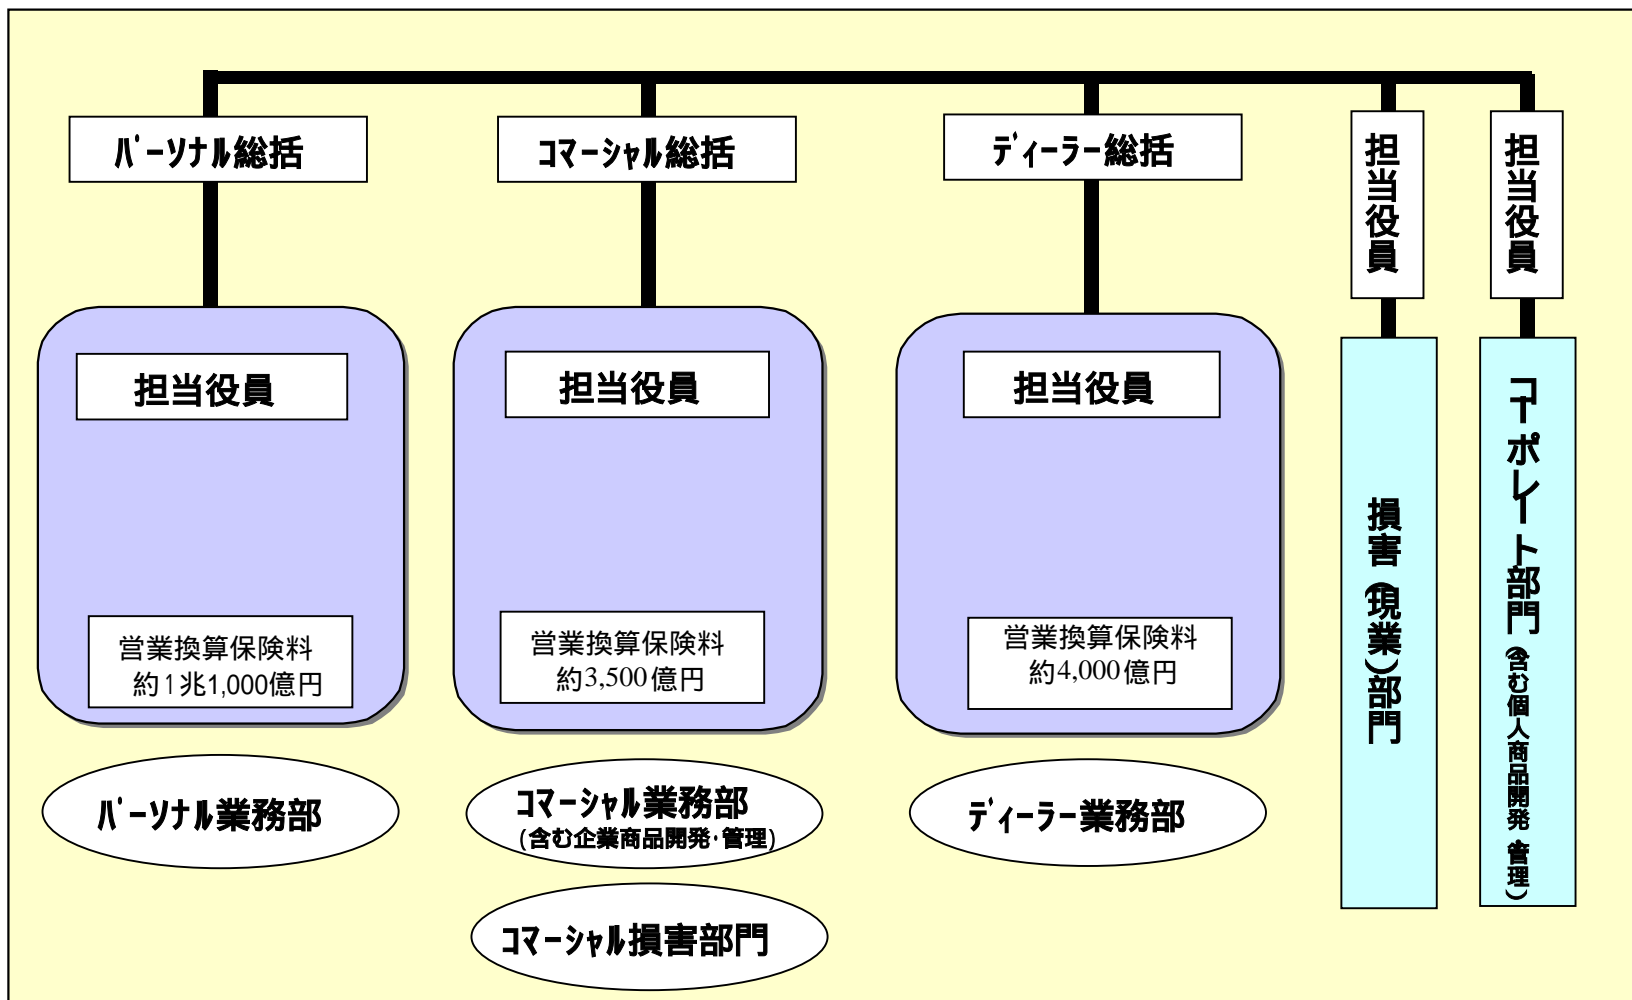 パーソナル総括
コマーシャル総括
ディーラー総括
担当役員
担当役員
担当役員
担当役員
担当役員
営業換算保険料
約1兆1,000億円
営業換算保険料
約3,500億円
営業換算保険料
約4,000億円
損害(現業)部門
コーポレート部門(含む個人商品開発・管理)
パーソナル業務部
コマーシャル業務部
(含む企業商品開発・管理)
ディーラー業務部
コマーシャル損害部門